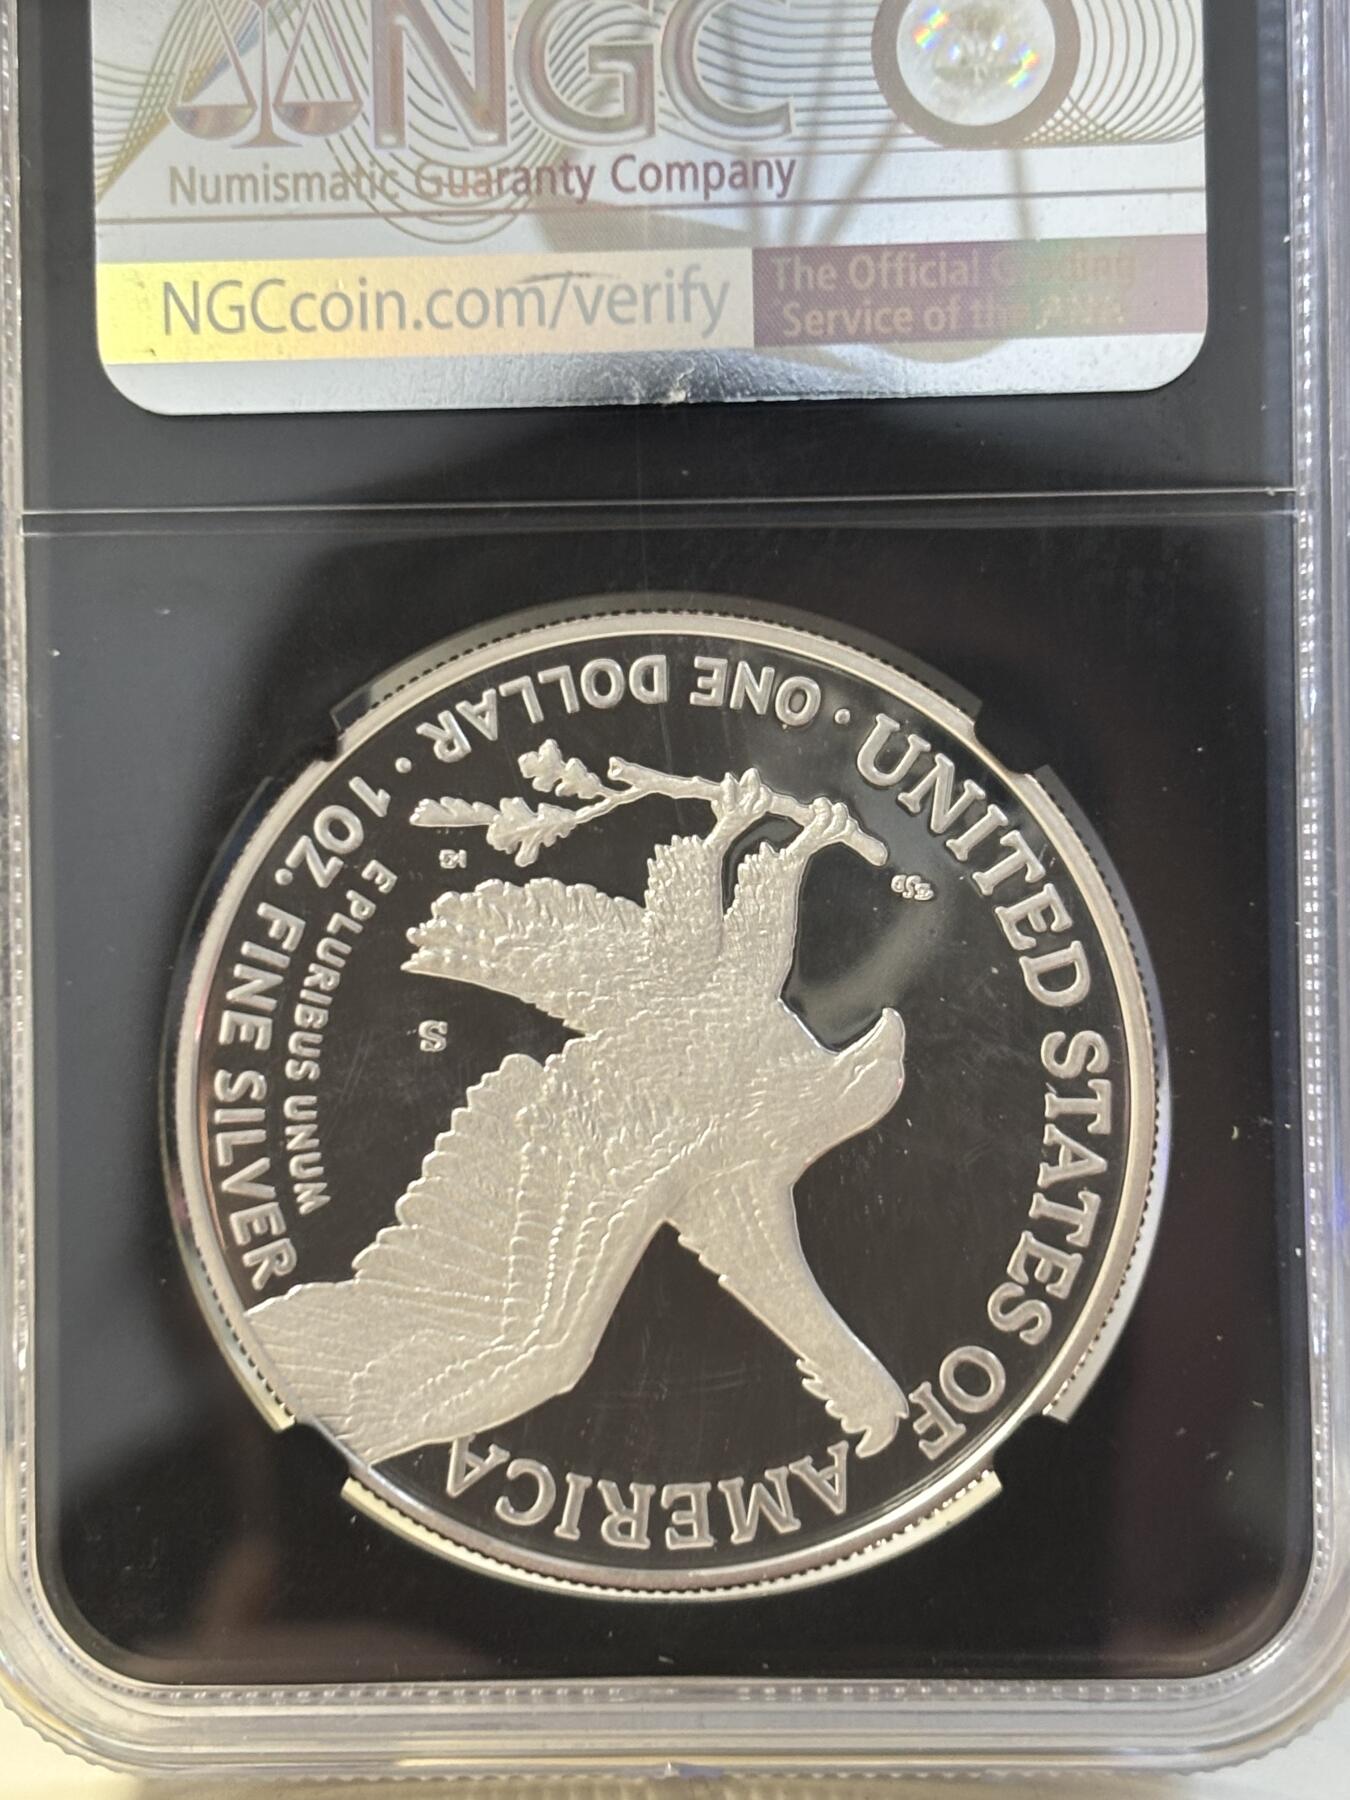 NGC
Numismatic Guaranty Company
NGCcoin.com/verify
The Official Grading
Service of the ANA
UNITED STATES OF AMERICA
· 1 OZ. FINE SILVER
· ONE DOLLAR
E PLURIBUS UNUM
S